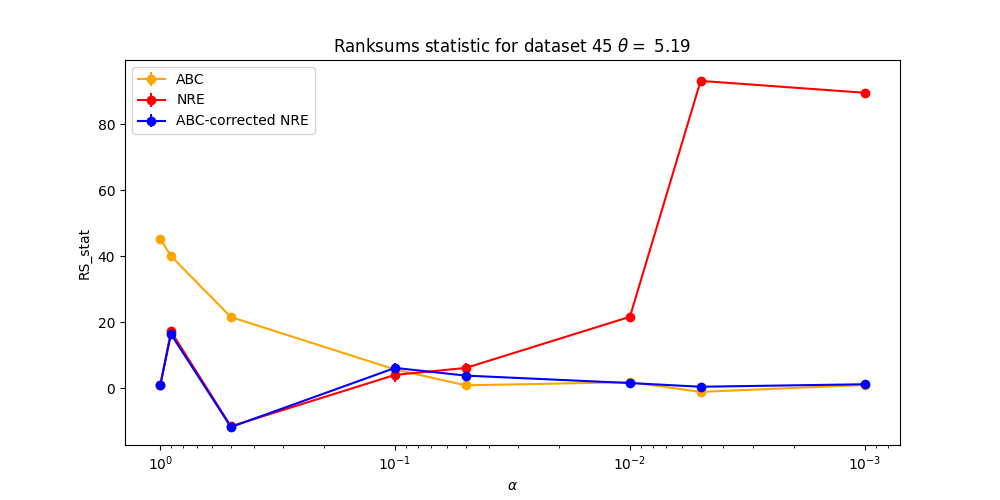 Ranksums statistic for dataset 45 θ = 5.19
ABC
NRE
ABC-corrected NRE
RS_stat
80
60
40
20
0
10⁰
10⁻¹
10⁻²
10⁻³
α